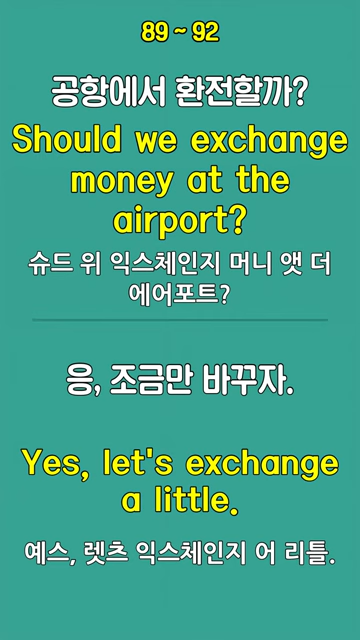 89 ~ 92
공항에서 환전할까?
Should we exchange
money at the
airport?
슈드 위 익스체인지 머니 앳 더
에어포트?
응, 조금만 바꾸자.
Yes, let's exchange
a little.
예스, 렛츠 익스체인지 어 리틀.